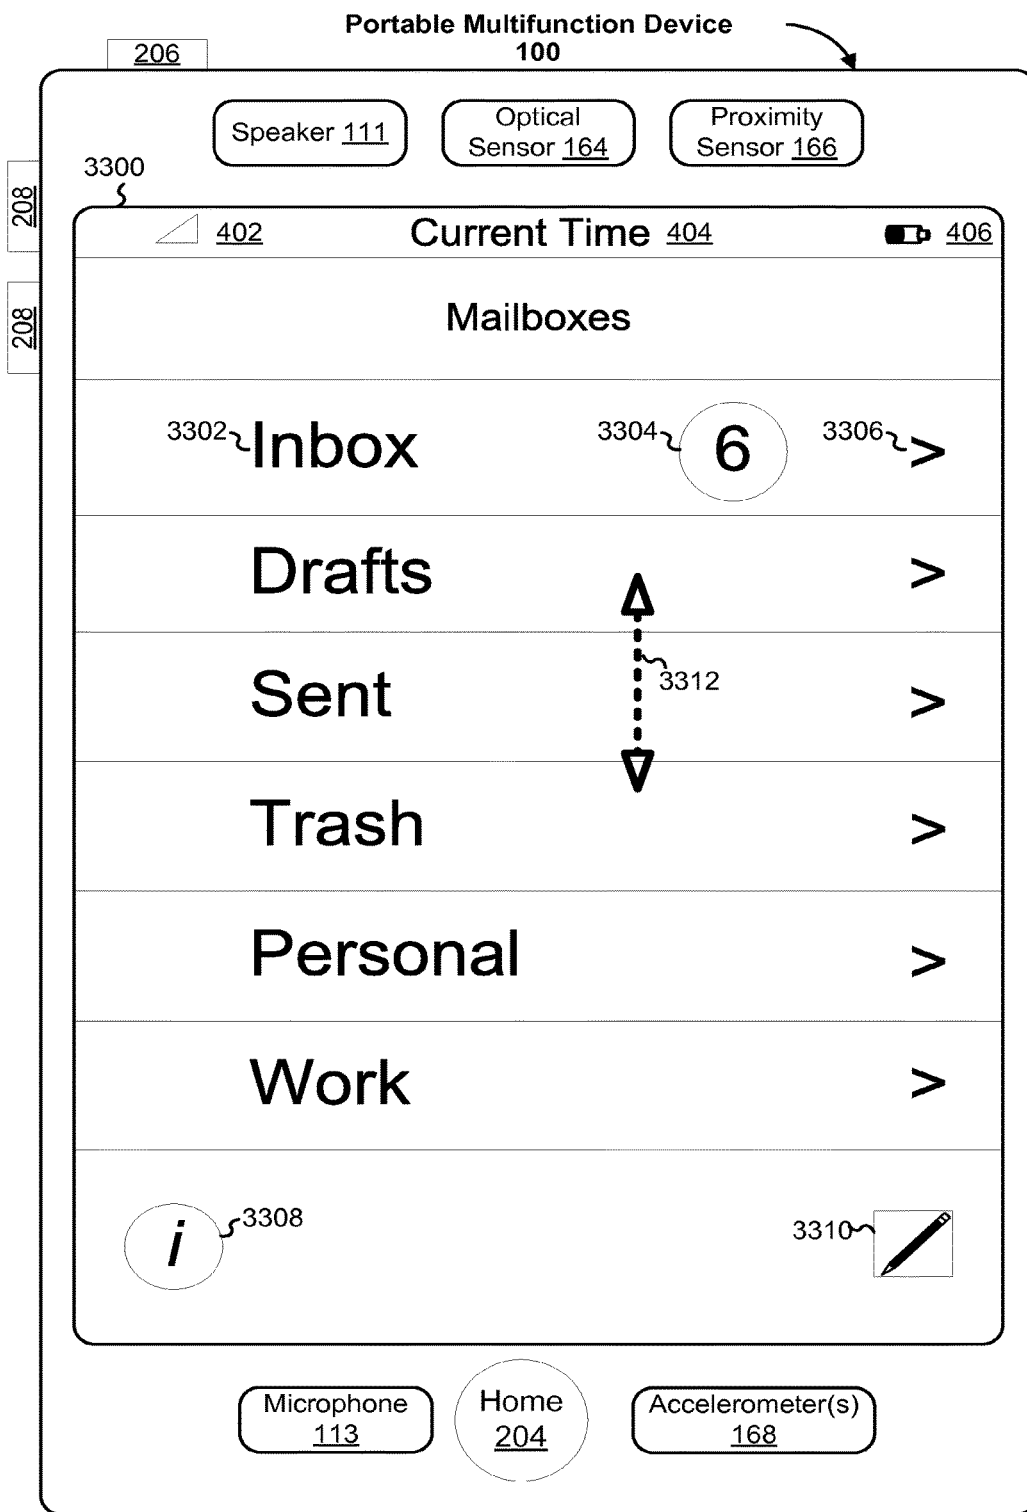 Portable Multifunction Device
100
206
Speaker 111
Optical
Sensor 164
Proximity
Sensor 166
3300
208
402
Current Time 404
406
208
Mailboxes
3302
Inbox
3304
6
3306
>
Drafts
>
3312
Sent
>
Trash
>
Personal
>
Work
>
i
3308
3310
Microphone
113
Home
204
Accelerometer(s)
168